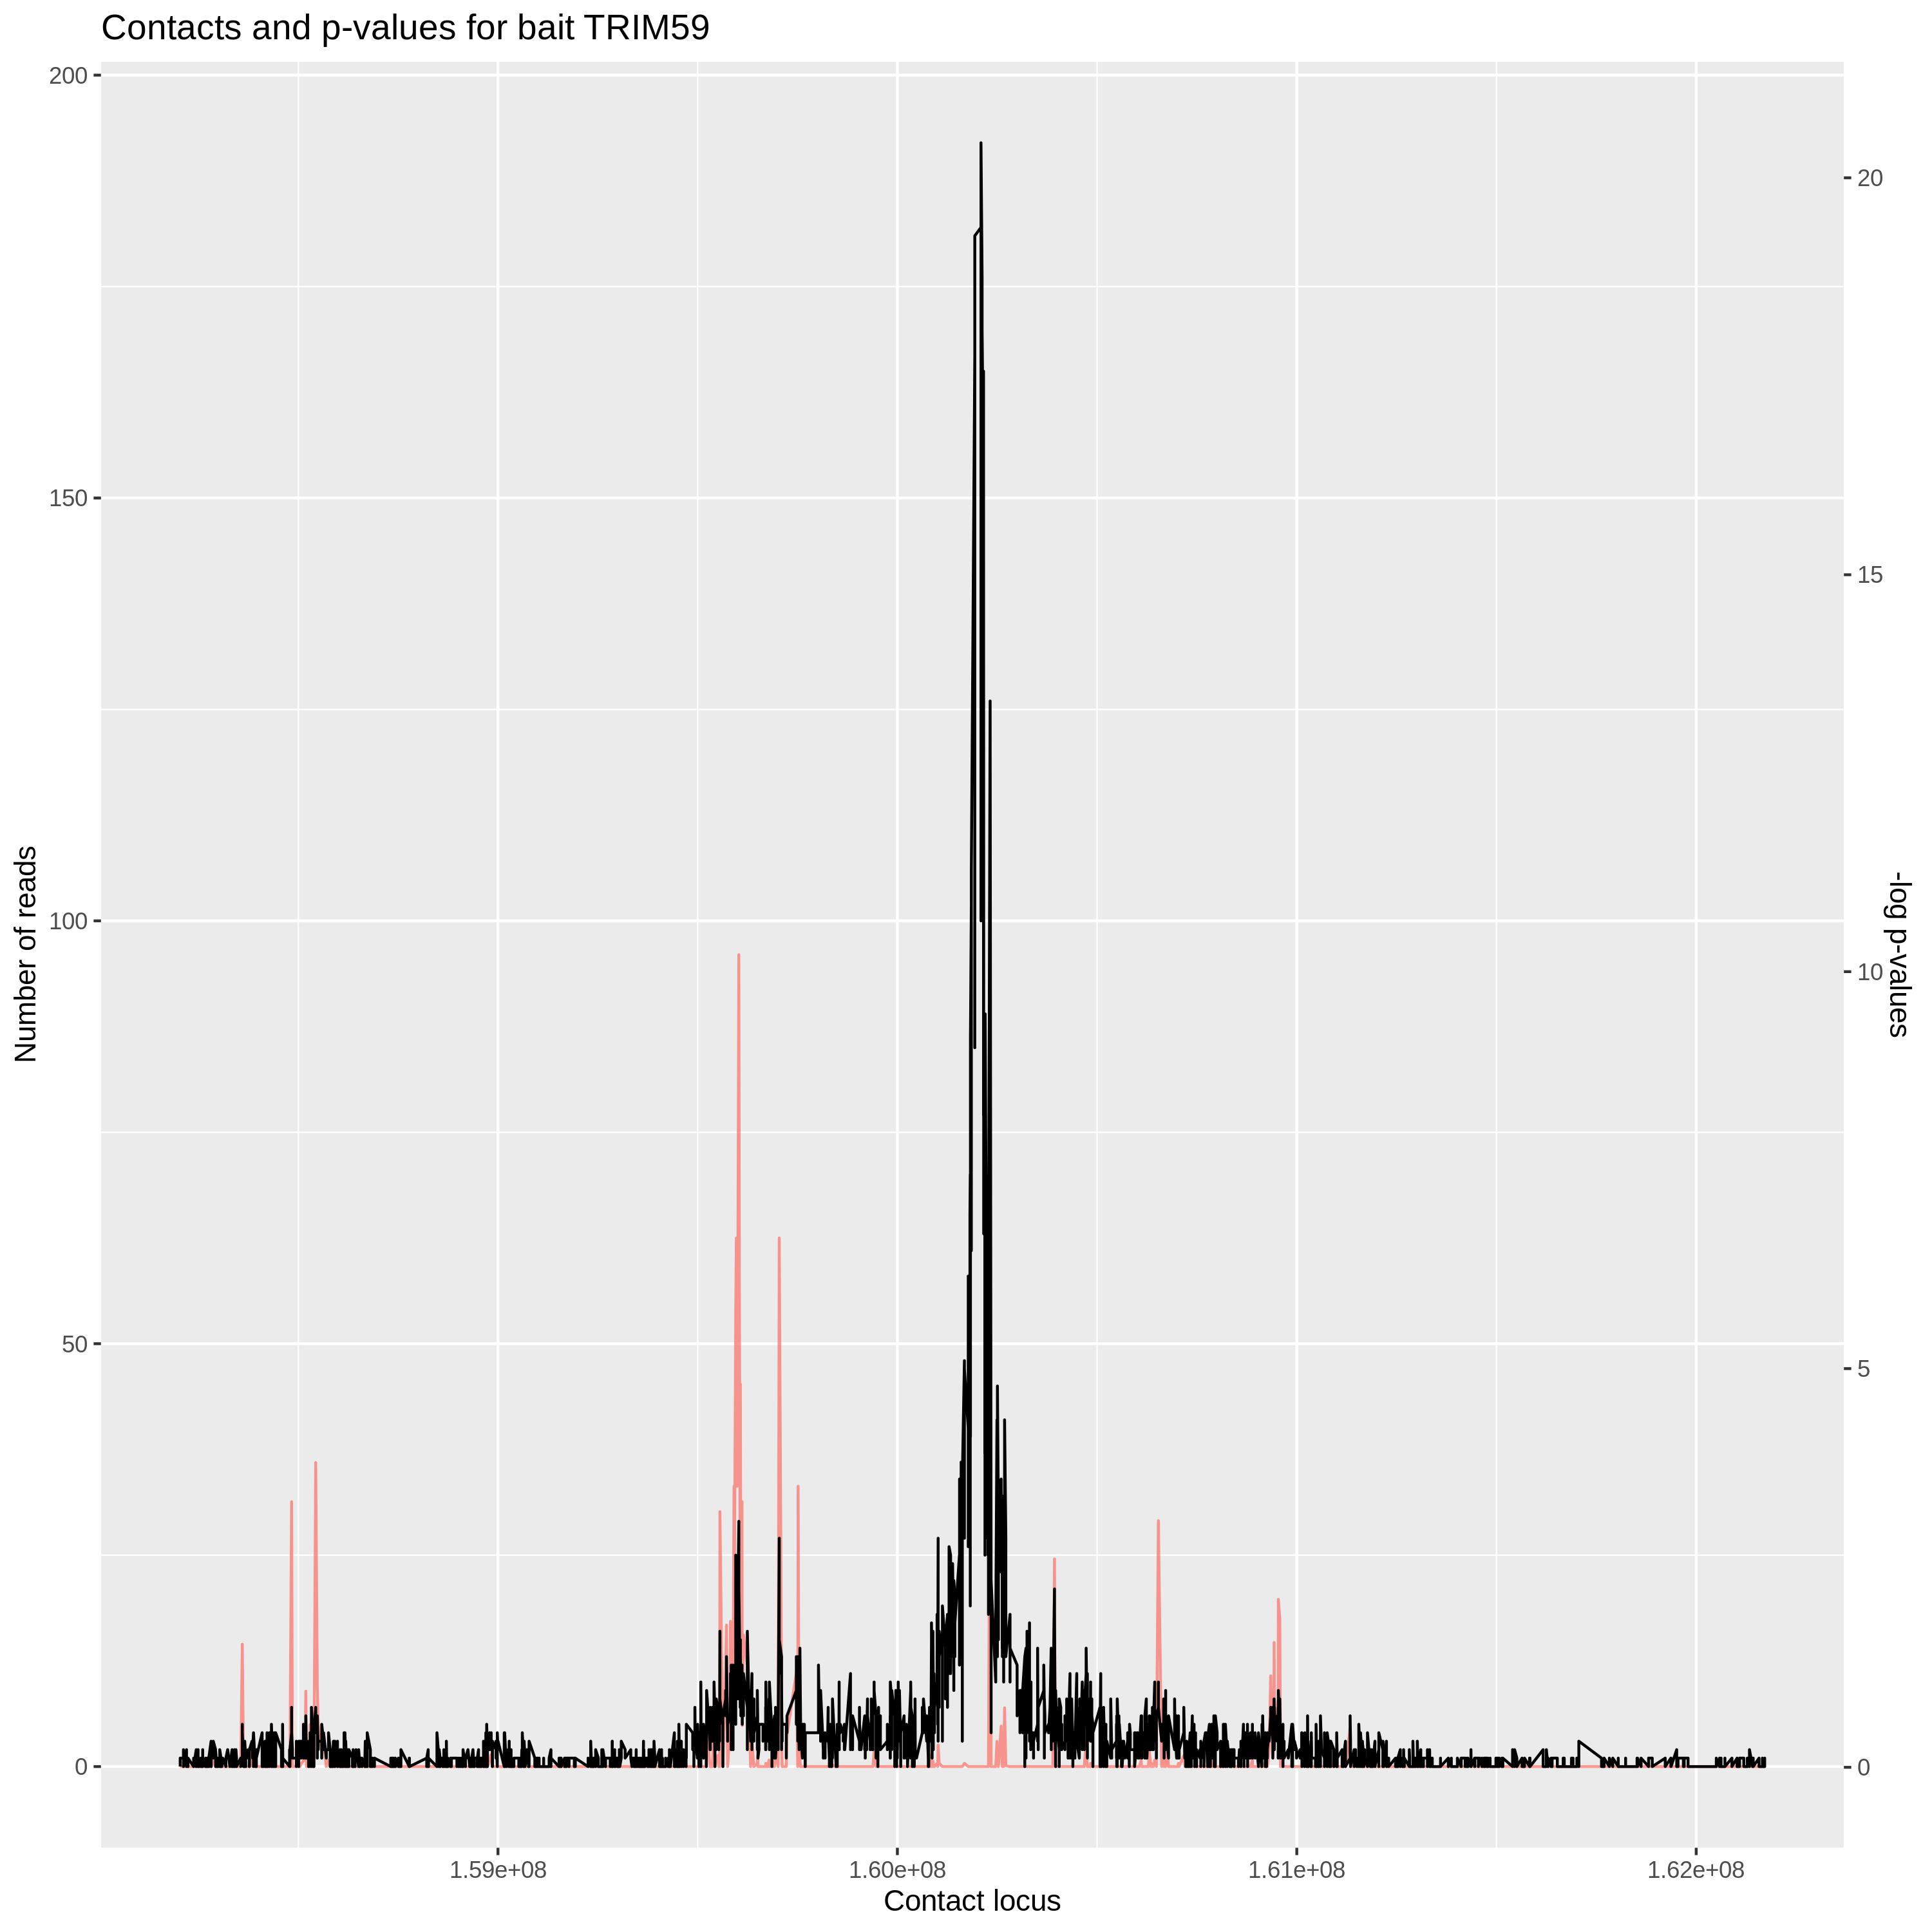 Contacts and p-values for bait TRIM59
200
150
100
50
0
Number of reads
20
15
10
5
0
-log p-values
1.59e+08
1.60e+08
1.61e+08
1.62e+08
Contact locus